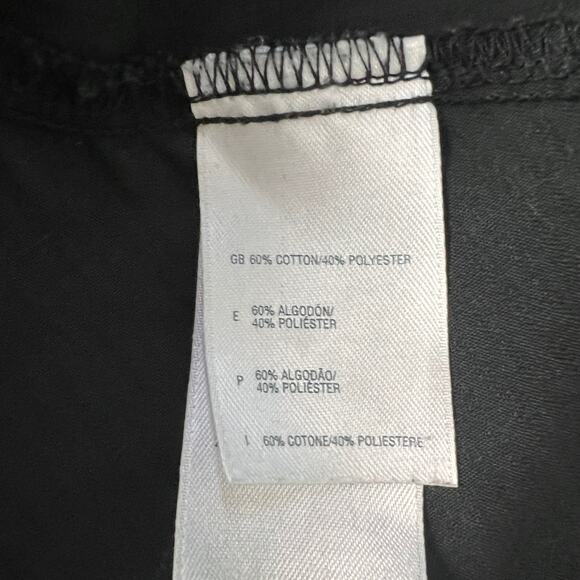 GB 60% COTTON/40% POLYESTER
E 60% ALGODÓN/
40% POLIÉSTER
P 60% ALGODÃO/
40% POLIÉSTER
I 60% COTONE/40% POLIESTERE